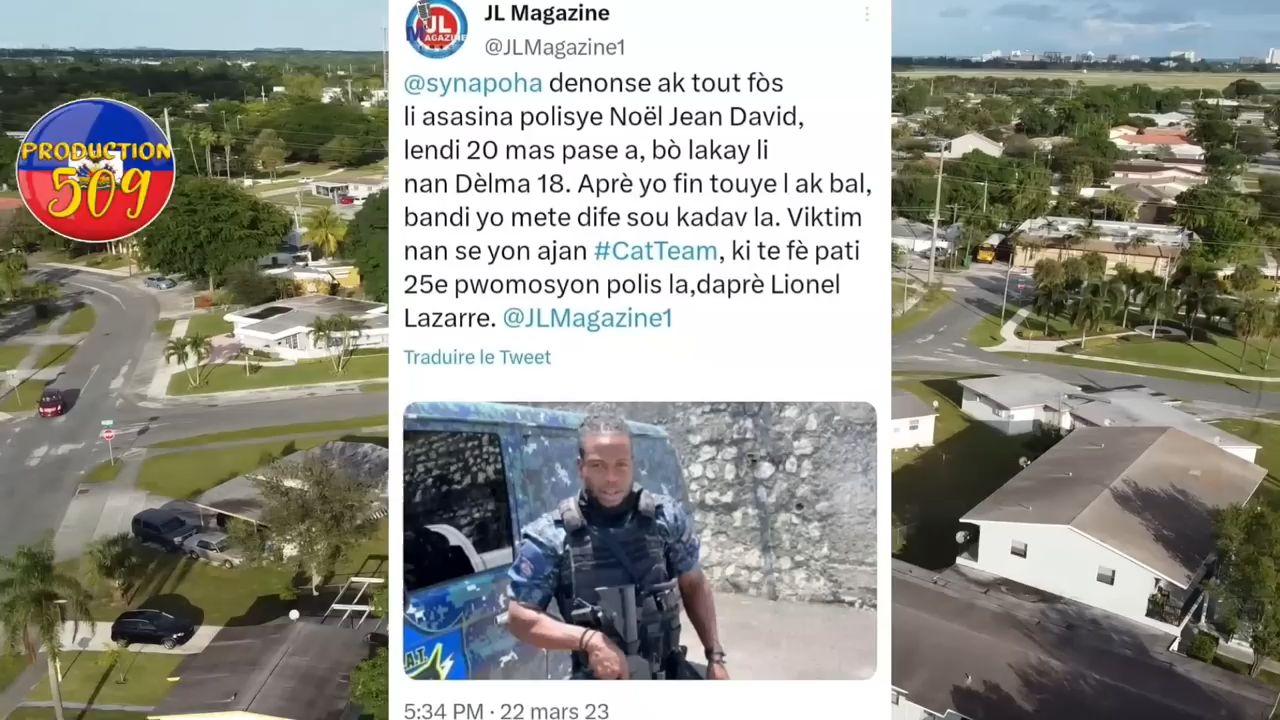 JL Magazine
@JLMagazine1
@synapoha denonse ak tout fòs
li asasina polisye Noël Jean David,
lendi 20 mas pase a, bò lakay li
nan Dèlma 18. Aprè yo fin touye l ak bal,
bandi yo mete dife sou kadav la. Viktim
nan se yon ajan #CatTeam, ki te fè pati
25e pwomosyon polis la,daprè Lionel
Lazarre. @JLMagazine1
Traduire le Tweet
5:34 PM · 22 mars 23
PRODUCTION
509
JL
MAGAZINE
A.T.